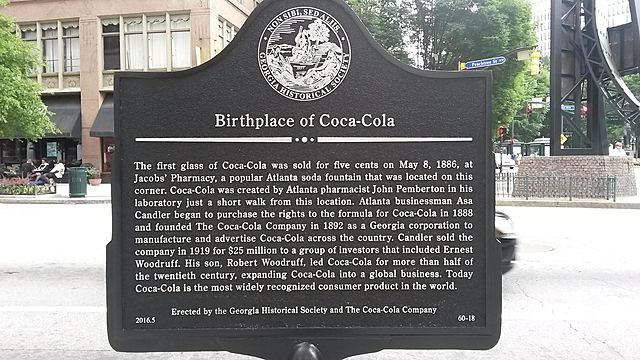 NON SIBI, SED ALIIS
GEORGIA HISTORICAL SOCIETY
Birthplace of Coca-Cola
The first glass of Coca-Cola was sold for five cents on May 8, 1886, at
Jacobs' Pharmacy, a popular Atlanta soda fountain that was located on this
corner. Coca-Cola was created by Atlanta pharmacist John Pemberton in his
laboratory just a short walk from this location. Atlanta businessman Asa
Candler began to purchase the rights to the formula for Coca-Cola in 1888
and founded The Coca-Cola Company in 1892 as a Georgia corporation to
manufacture and advertise Coca-Cola across the country. Candler sold the
company in 1919 for $25 million to a group of investors that included Ernest
Woodruff. His son, Robert Woodruff, led Coca-Cola for more than half of
the twentieth century, expanding Coca-Cola into a global business. Today
Coca-Cola is the most widely recognized consumer product in the world.
Erected by the Georgia Historical Society and The Coca-Cola Company
2016.5
60-18
Peachtree St